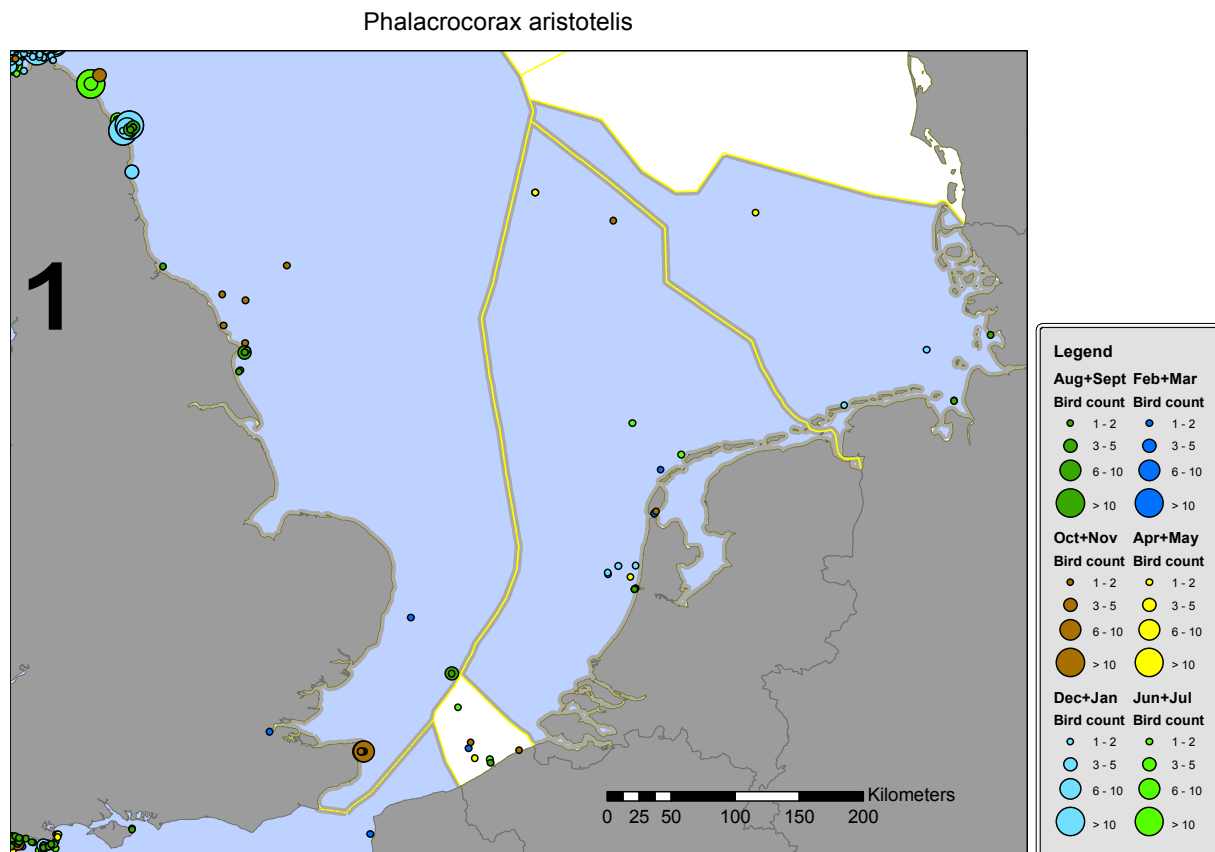 Phalacrocorax aristotelis
1
Kilometers
0 25 50 100 150 200
Legend
Aug+Sept Feb+Mar
Bird count Bird count
1 - 2 1 - 2
3 - 5 3 - 5
6 - 10 6 - 10
> 10 > 10
Oct+Nov Apr+May
Bird count Bird count
1 - 2 1 - 2
3 - 5 3 - 5
6 - 10 6 - 10
> 10 > 10
Dec+Jan Jun+Jul
Bird count Bird count
1 - 2 1 - 2
3 - 5 3 - 5
6 - 10 6 - 10
> 10 > 10